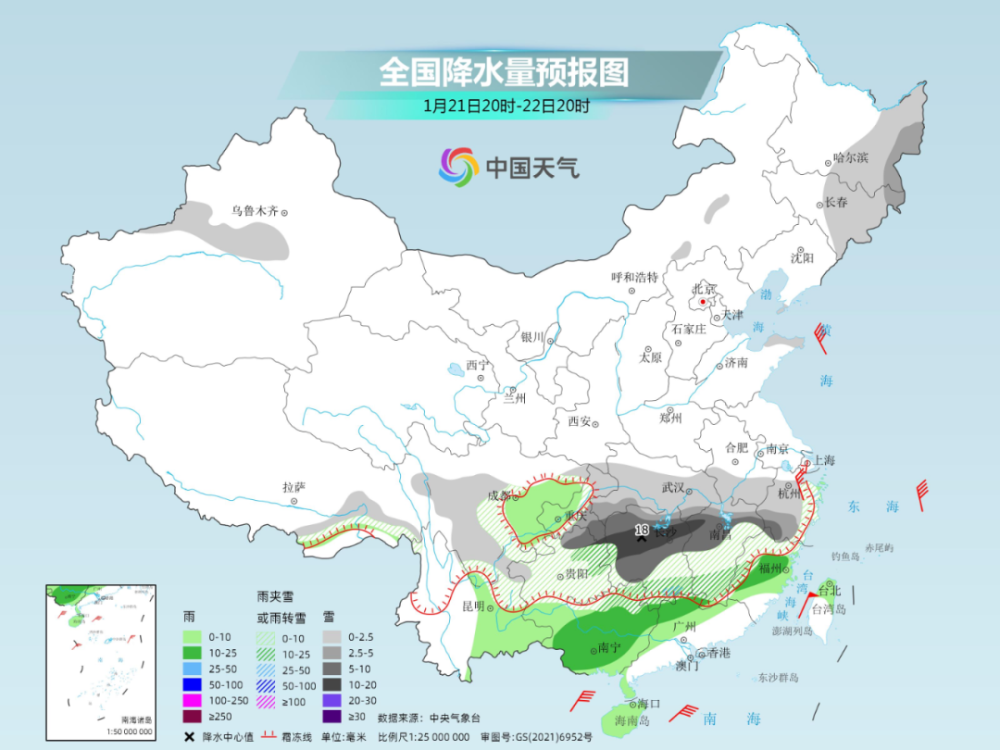 全国降水量预报图
1月21日20时-22日20时
中国天气
哈尔滨
长春
乌鲁木齐
沈阳
呼和浩特
北京
渤
天津
海
黄
石家庄
银川
太原
济南
西宁
海
兰州
郑州
西安
合肥
南京
上海
拉萨
成都
武汉
杭州
东 海
重庆
18
长沙
南昌
钓鱼岛
赤尾屿
贵阳
福州
台
湾
海
峡
台北
台湾岛
昆明
广州
澎湖列岛
南宁
香港
澳门
东沙群岛
海口
海南岛
南 海
雨
雨夹雪
或雨转雪
雪
0-10
10-25
25-50
50-100
100-250
≥250
0-10
10-25
25-50
50-100
≥100
0-2.5
2.5-5
5-10
10-20
20-30
≥30
数据来源：中央气象台
降水中心值
霜冻线
单位:毫米
比例尺1:25 000 000
审图号:GS(2021)6952号
南海诸岛
1:50 000 000